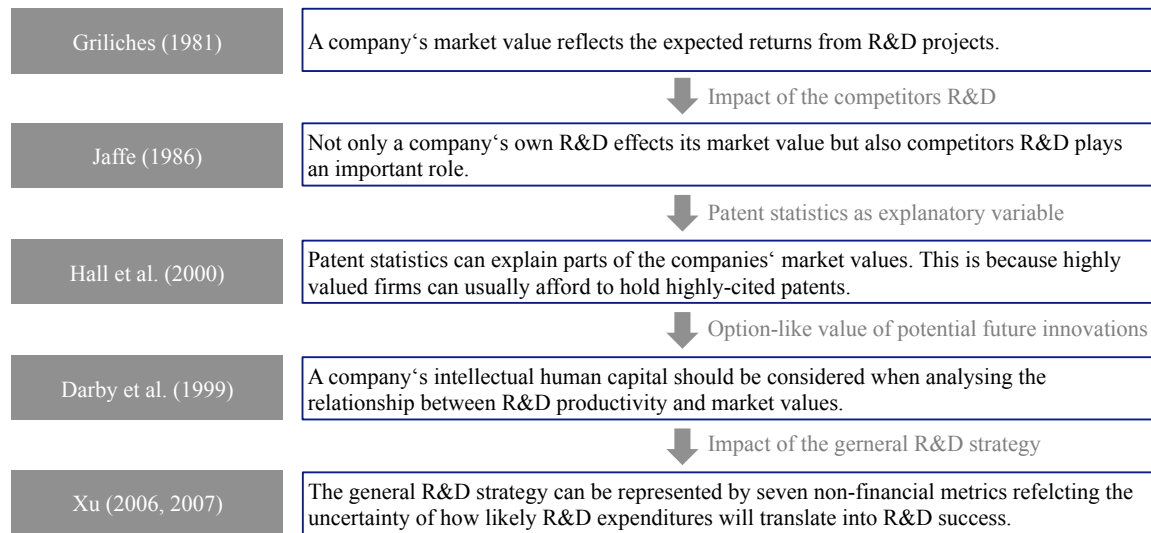 Griliches (1981)
A company‘s market value reflects the expected returns from R&D projects.
Impact of the competitors R&D
Jaffe (1986)
Not only a company‘s own R&D effects its market value but also competitors R&D plays
an important role.
Patent statistics as explanatory variable
Hall et al. (2000)
Patent statistics can explain parts of the companies‘ market values. This is because highly
valued firms can usually afford to hold highly-cited patents.
Option-like value of potential future innovations
Darby et al. (1999)
A company‘s intellectual human capital should be considered when analysing the
relationship between R&D productivity and market values.
Impact of the gerneral R&D strategy
Xu (2006, 2007)
The general R&D strategy can be represented by seven non-financial metrics refelcting the
uncertainty of how likely R&D expenditures will translate into R&D success.